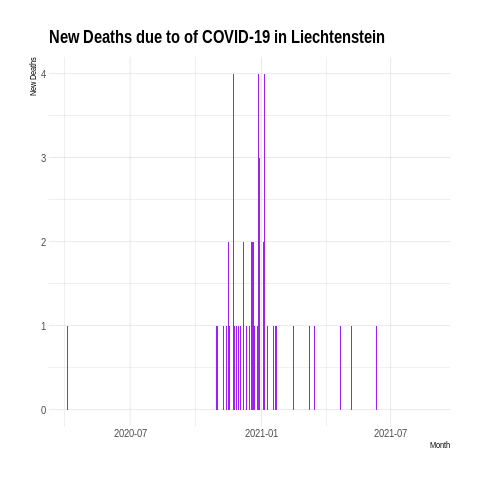 New Deaths due to of COVID-19 in Liechtenstein
New Deaths
4
3
2
1
0
2020-07
2021-01
2021-07
Month